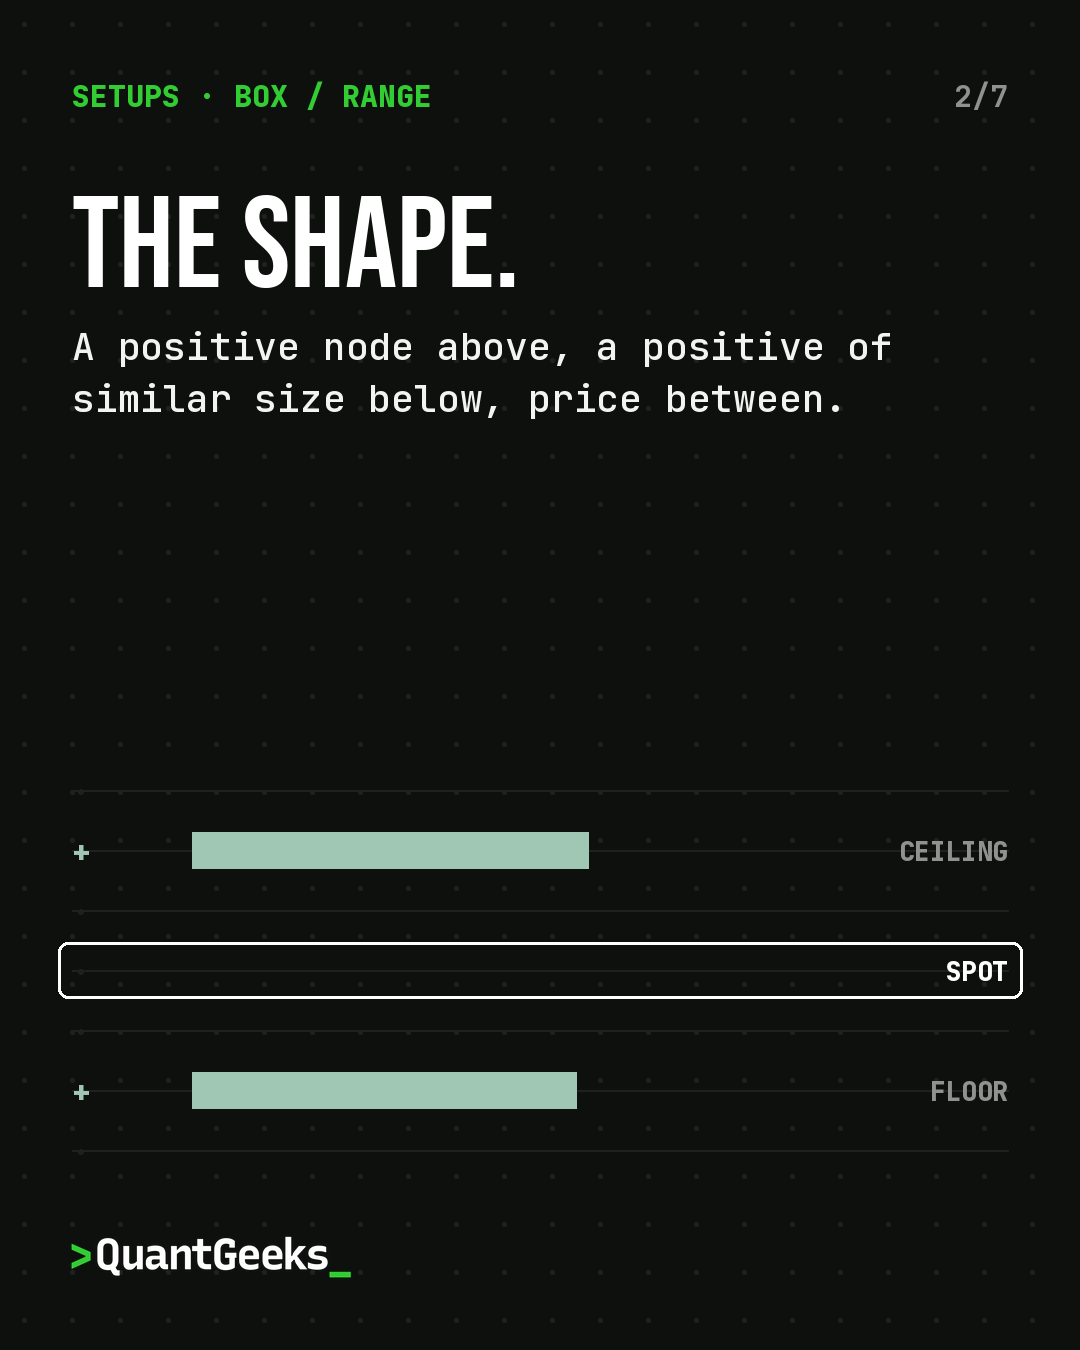 SETUPS · BOX / RANGE
2/7
THE SHAPE.
A positive node above, a positive of
similar size below, price between.
+ CEILING
SPOT
+ FLOOR
>QuantGeeks_